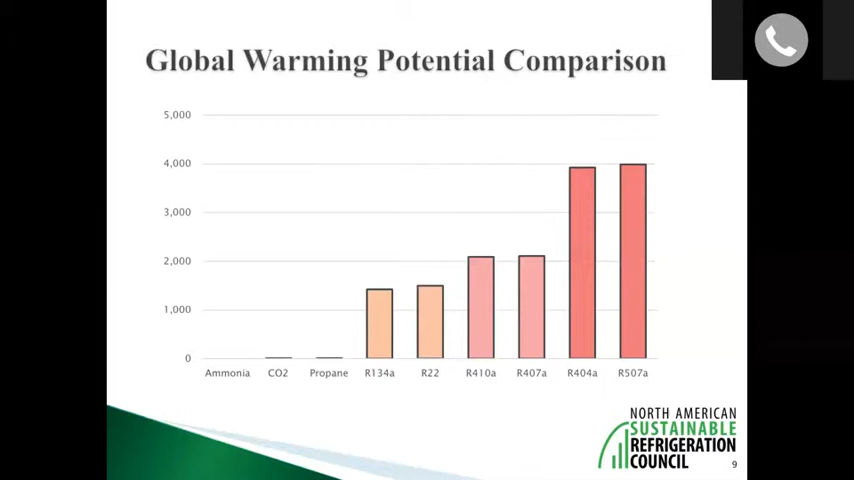 Global Warming Potential Comparison
5,000
4,000
3,000
2,000
1,000
0
Ammonia CO2 Propane R134a R22 R410a R407a R404a R507a
NORTH AMERICAN
SUSTAINABLE
REFRIGERATION
COUNCIL
9